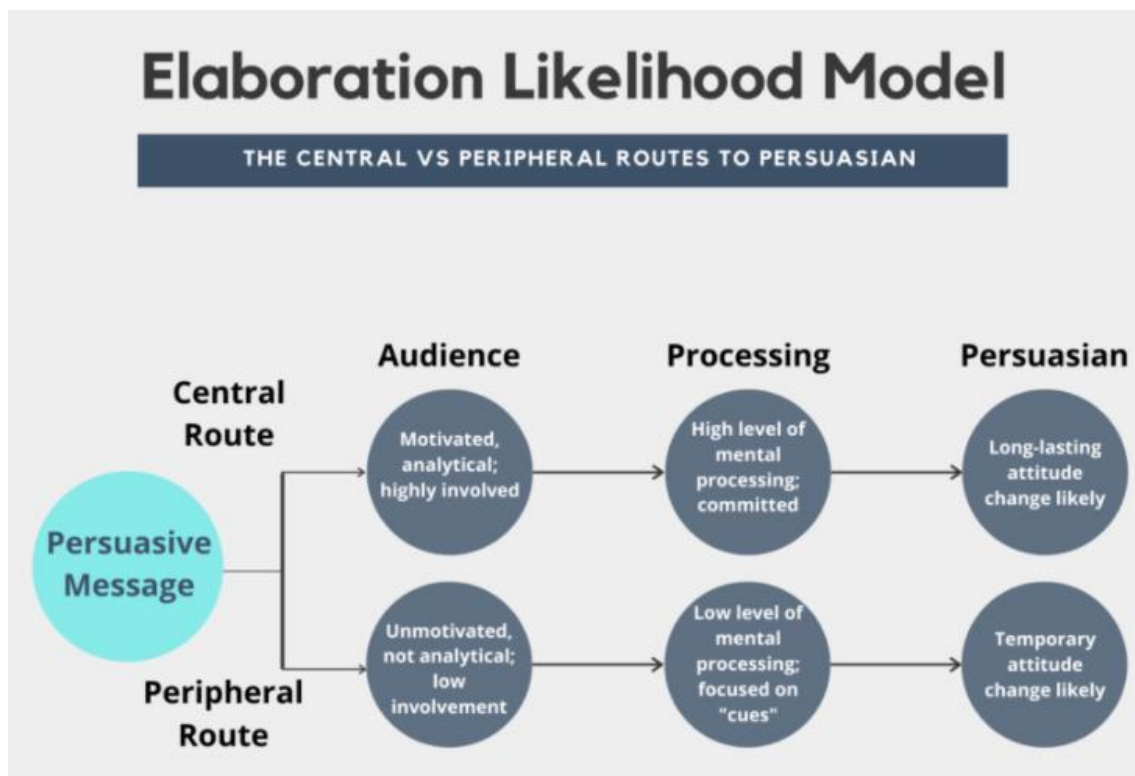 Elaboration Likelihood Model
THE CENTRAL VS PERIPHERAL ROUTES TO PERSUASIAN
Audience
Processing
Persuasian
Central
Route
Motivated,
analytical;
highly involved
High level of
mental
processing;
committed
Long-lasting
attitude
change likely
Persuasive
Message
Peripheral
Route
Unmotivated,
not analytical;
low
involvement
Low level of
mental
processing;
focused on
"cues"
Temporary
attitude
change likely